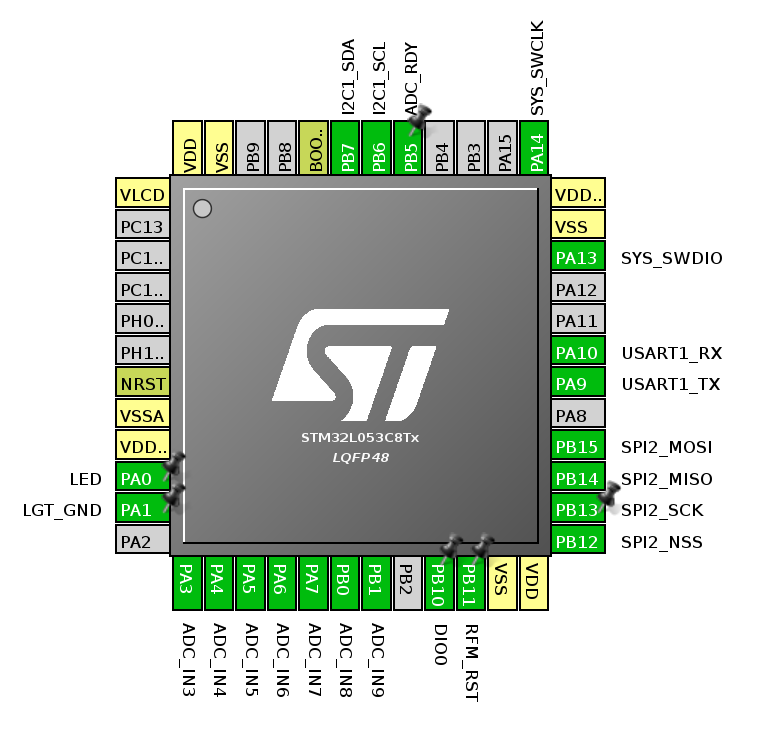 I2C1_SDA
I2C1_SCL
ADC_RDY
SYS_SWCLK
VDD
VSS
PB9
PB8
BOO..
PB7
PB6
PB5
PB4
PB3
PA15
PA14
VLCD
PC13
PC1..
PC1..
PH0..
PH1..
NRST
VSSA
VDD..
LED PA0
LGT_GND PA1
PA2
ST
STM32L053C8Tx
LQFP48
VDD..
VSS
PA13 SYS_SWDIO
PA12
PA11
PA10 USART1_RX
PA9 USART1_TX
PA8
PB15 SPI2_MOSI
PB14 SPI2_MISO
PB13 SPI2_SCK
PB12 SPI2_NSS
PA3
PA4
PA5
PA6
PA7
PB0
PB1
PB2
PB10
PB11
VSS
VDD
ADC_IN3
ADC_IN4
ADC_IN5
ADC_IN6
ADC_IN7
ADC_IN8
ADC_IN9
DIO0
RFM_RST